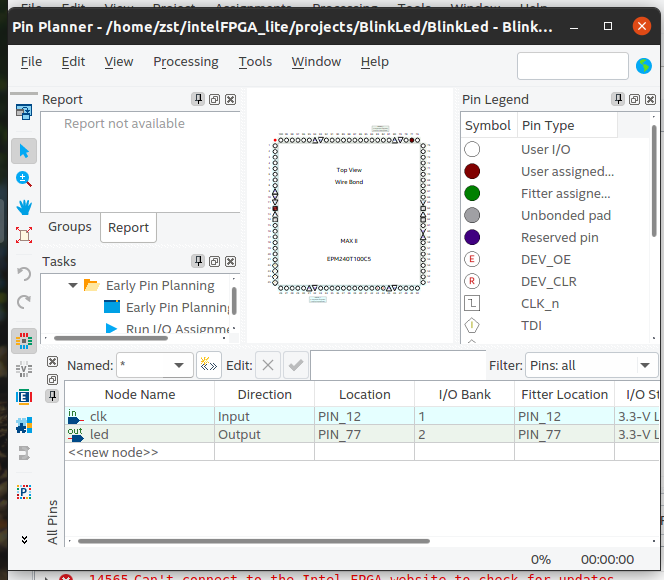 Pin Planner - /home/zst/intelFPGA_lite/projects/BlinkLed/BlinkLed - Blink...
File Edit View Processing Tools Window Help
Report
Report not available
Groups Report
Tasks
Early Pin Planning
Early Pin Planning
Run I/O Assignme
Top View
Wire Bond
MAX II
EPM240T100C5
Pin Legend
Symbol Pin Type
User I/O
User assigned...
Fitter assigne...
Unbonded pad
Reserved pin
E DEV_OE
R DEV_CLR
CLK_n
TDI
Named: * Edit: Filter: Pins: all
Node Name Direction Location I/O Bank Fitter Location I/O St
in clk Input PIN_12 1 PIN_12 3.3-V L
out led Output PIN_77 2 PIN_77 3.3-V L
<<new node>>
All Pins
0% 00:00:00
14565 Can't connect to the Intel FPGA website to check for updates